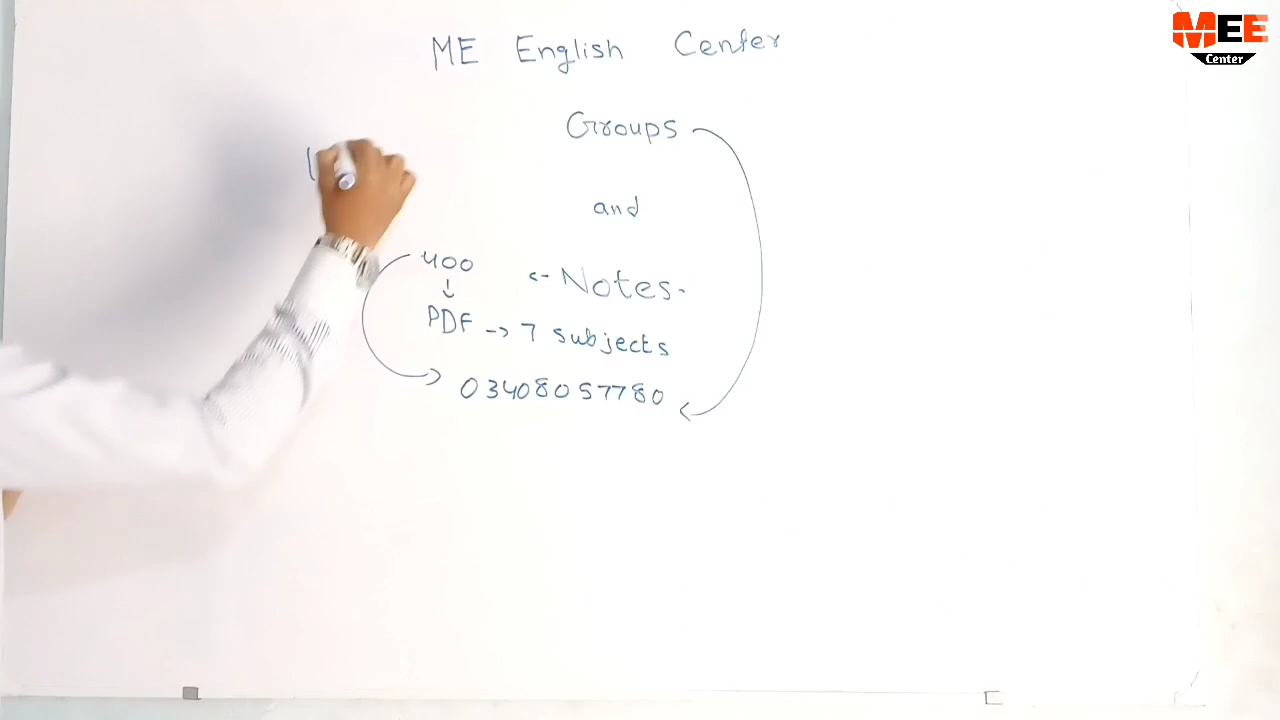 MEE
Center
ME English Center
Groups
and
400 <- Notes.
↓
PDF -> 7 subjects
03408057780